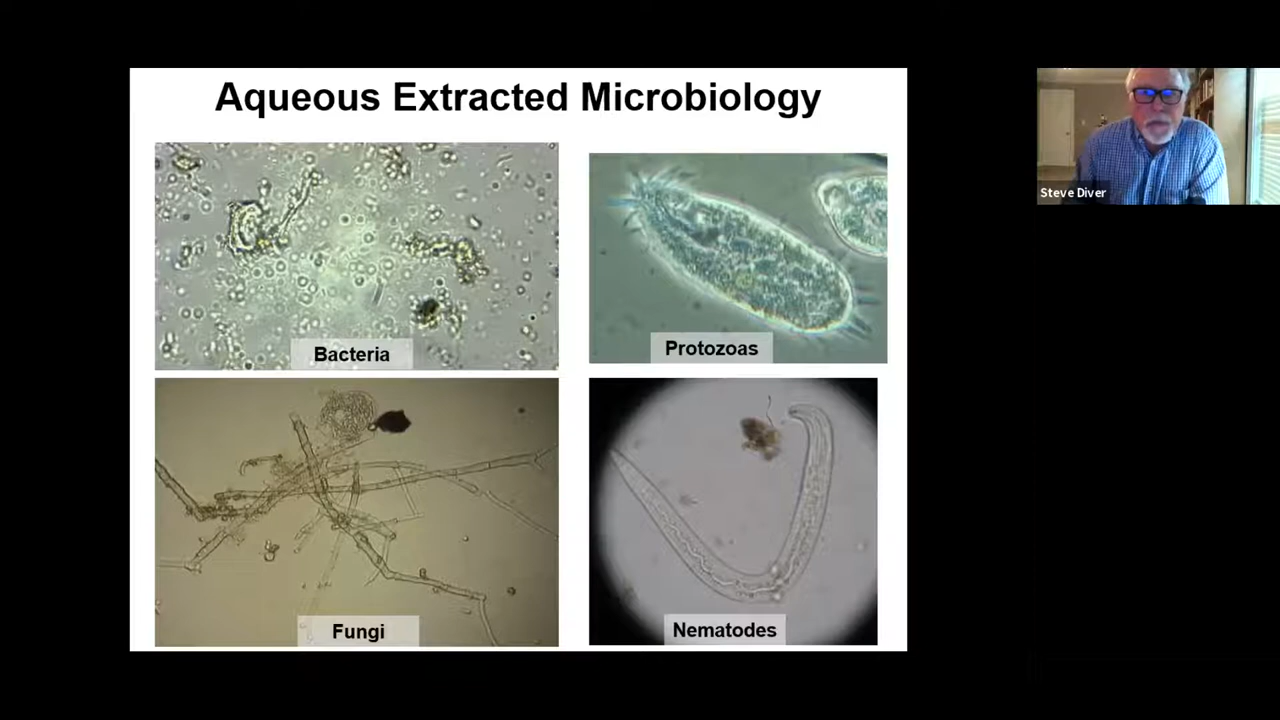 Aqueous Extracted Microbiology
Bacteria
Protozoas
Fungi
Nematodes
Steve Diver